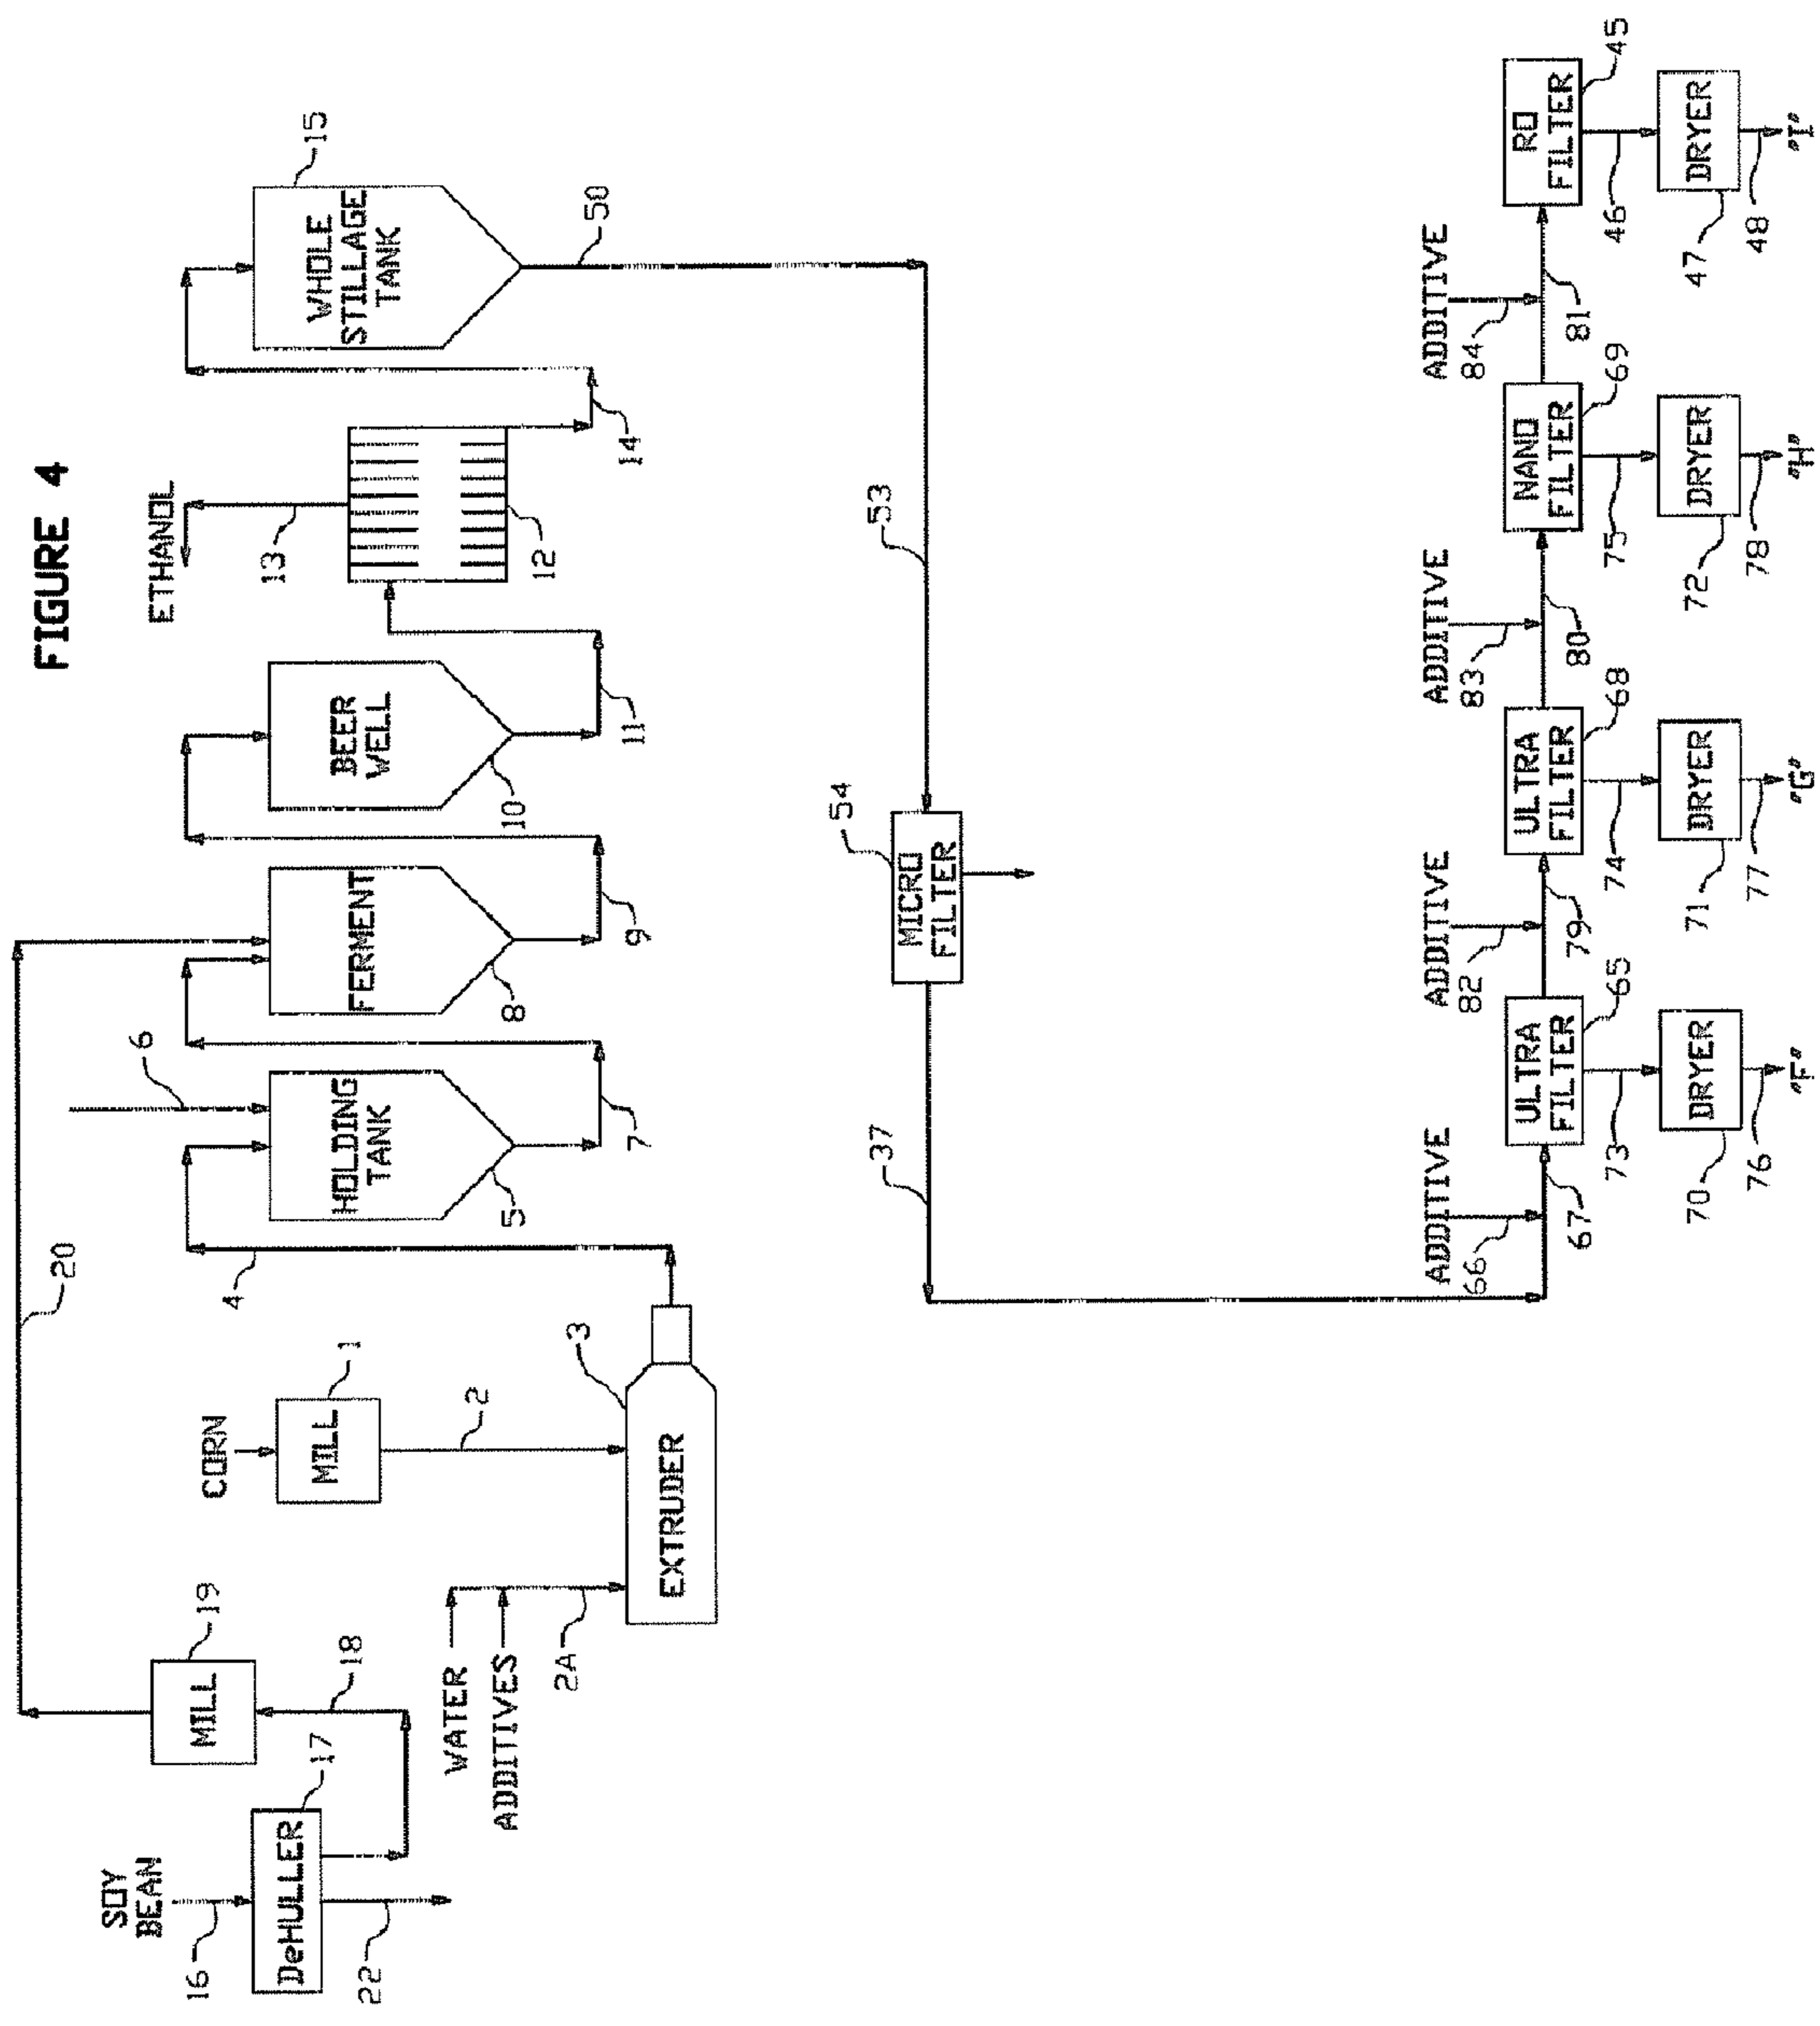 FIGURE 4
SOY
BEAN
16
DeHULLER
17
22
18
MILL
19
20
WATER
ADDITIVES
2A
CORN
MILL
1
2
EXTRUDER
3
4
HOLDING
TANK
5
6
7
FERMENT
8
9
BEER
WELL
10
11
12
ETHANOL
13
14
WHOLE
STILLAGE
TANK
15
50
53
MICRO
FILTER
54
37
ADDITIVE
66
67
ULTRA
FILTER
65
73
DRYER
70
76
"F"
ADDITIVE
82
79
ULTRA
FILTER
68
74
DRYER
71
77
"G"
ADDITIVE
83
80
NANO
FILTER
69
75
DRYER
72
78
"H"
ADDITIVE
84
81
RO
FILTER
45
46
DRYER
47
48
"I"